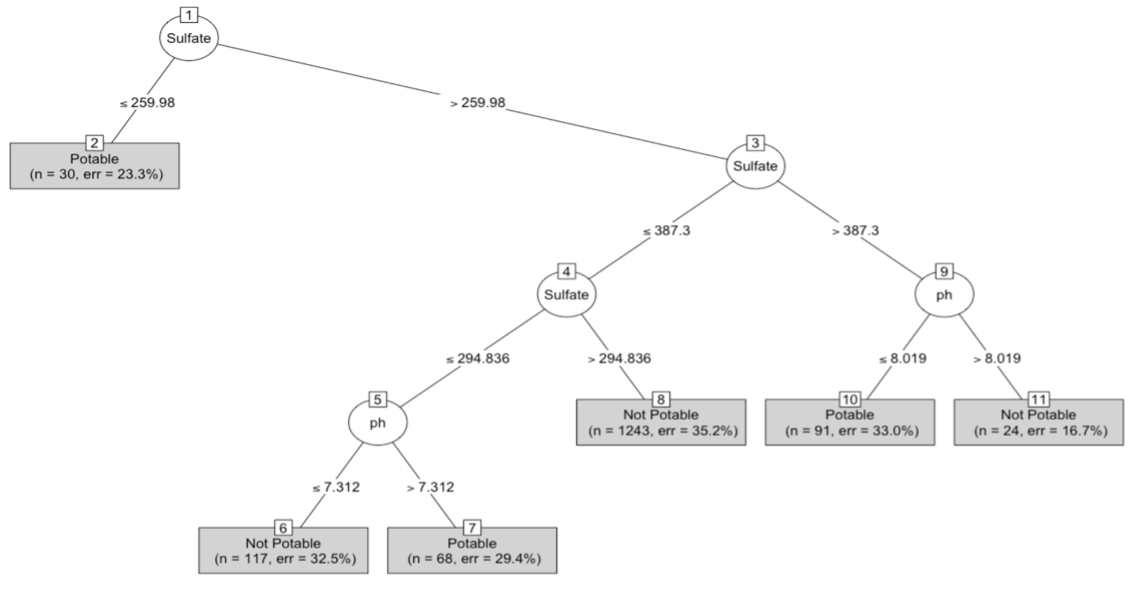 1
Sulfate
≤ 259.98
> 259.98
2
Potable
(n = 30, err = 23.3%)
3
Sulfate
≤ 387.3
> 387.3
4
Sulfate
9
ph
≤ 294.836
> 294.836
≤ 8.019
> 8.019
5
ph
8
Not Potable
(n = 1243, err = 35.2%)
10
Potable
(n = 91, err = 33.0%)
11
Not Potable
(n = 24, err = 16.7%)
≤ 7.312
> 7.312
6
Not Potable
(n = 117, err = 32.5%)
7
Potable
(n = 68, err = 29.4%)